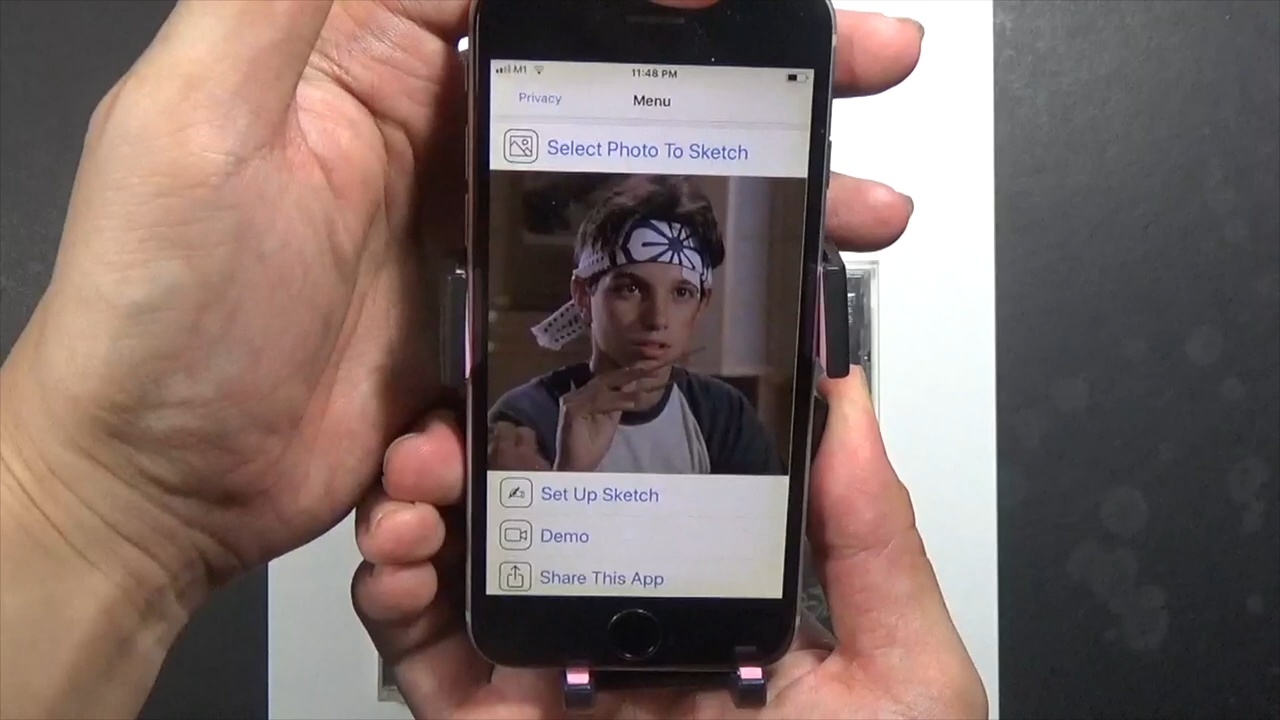 M1 11:48 PM
Privacy Menu
Select Photo To Sketch
Set Up Sketch
Demo
Share This App